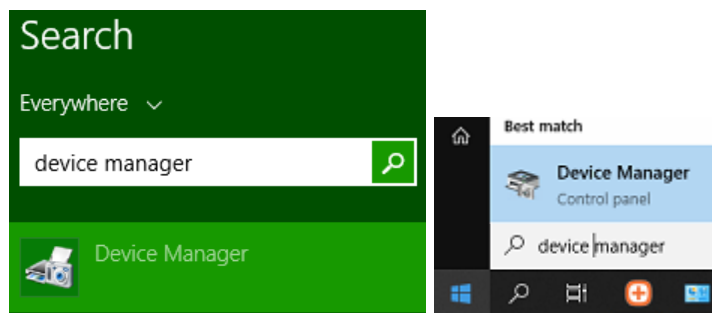 Search
Everywhere
device manager
Device Manager
Best match
Device Manager
Control panel
device manager